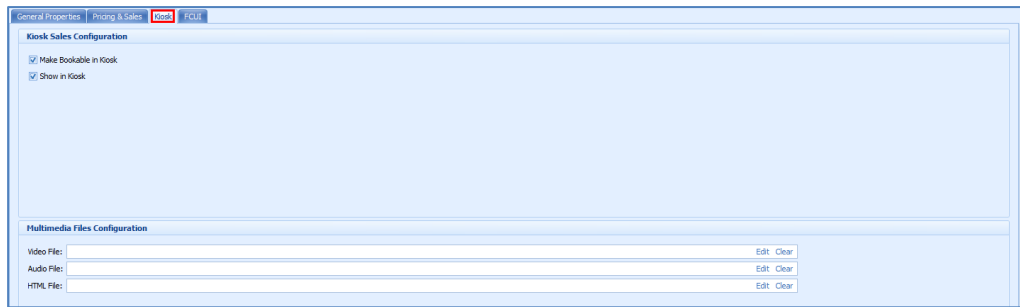 General Properties Pricing & Sales Kiosk FCUI
Kiosk Sales Configuration
Make Bookable in Kiosk
Show in Kiosk
Multimedia Files Configuration
Video File: Edit Clear
Audio File: Edit Clear
HTML File: Edit Clear